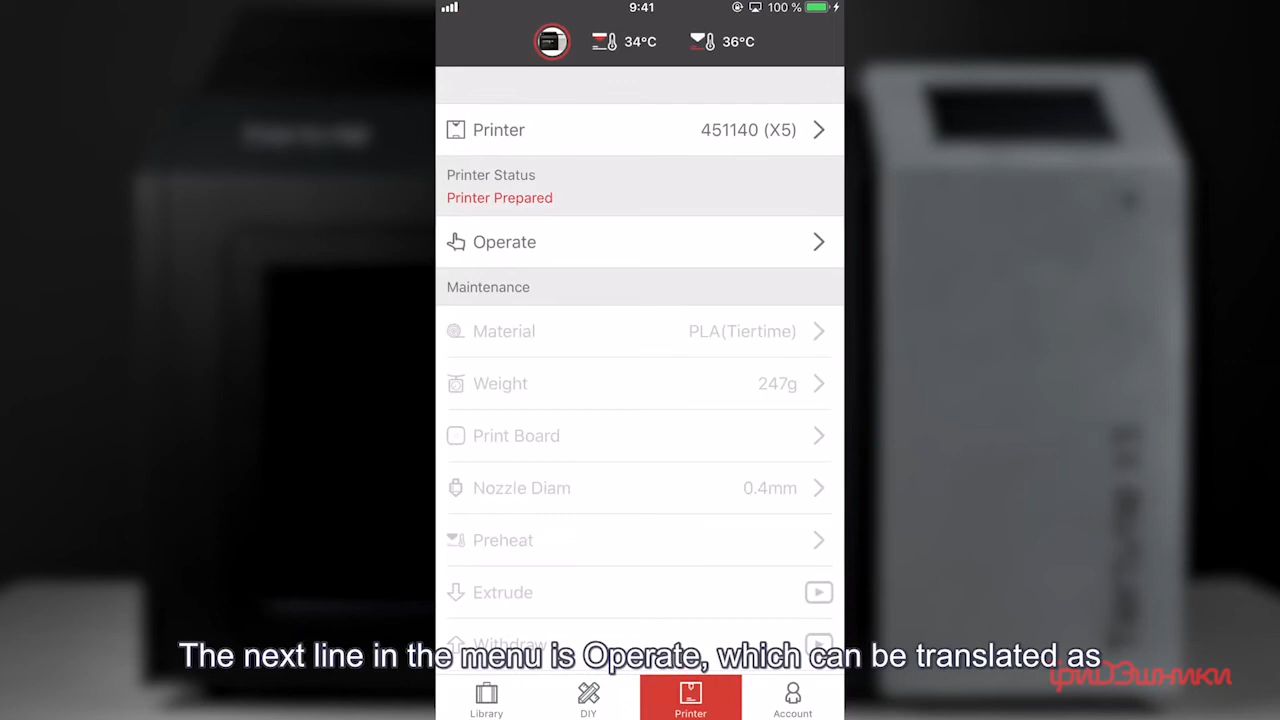 9:41
100 %
34°C
36°C
Printer
451140 (X5)
Printer Status
Printer Prepared
Operate
Maintenance
Material
PLA(Tiertime)
Weight
247g
Print Board
Nozzle Diam
0.4mm
Preheat
Extrude
Withdraw
The next line in the menu is Operate, which can be translated as
триДэшники
Library
DIY
Printer
Account